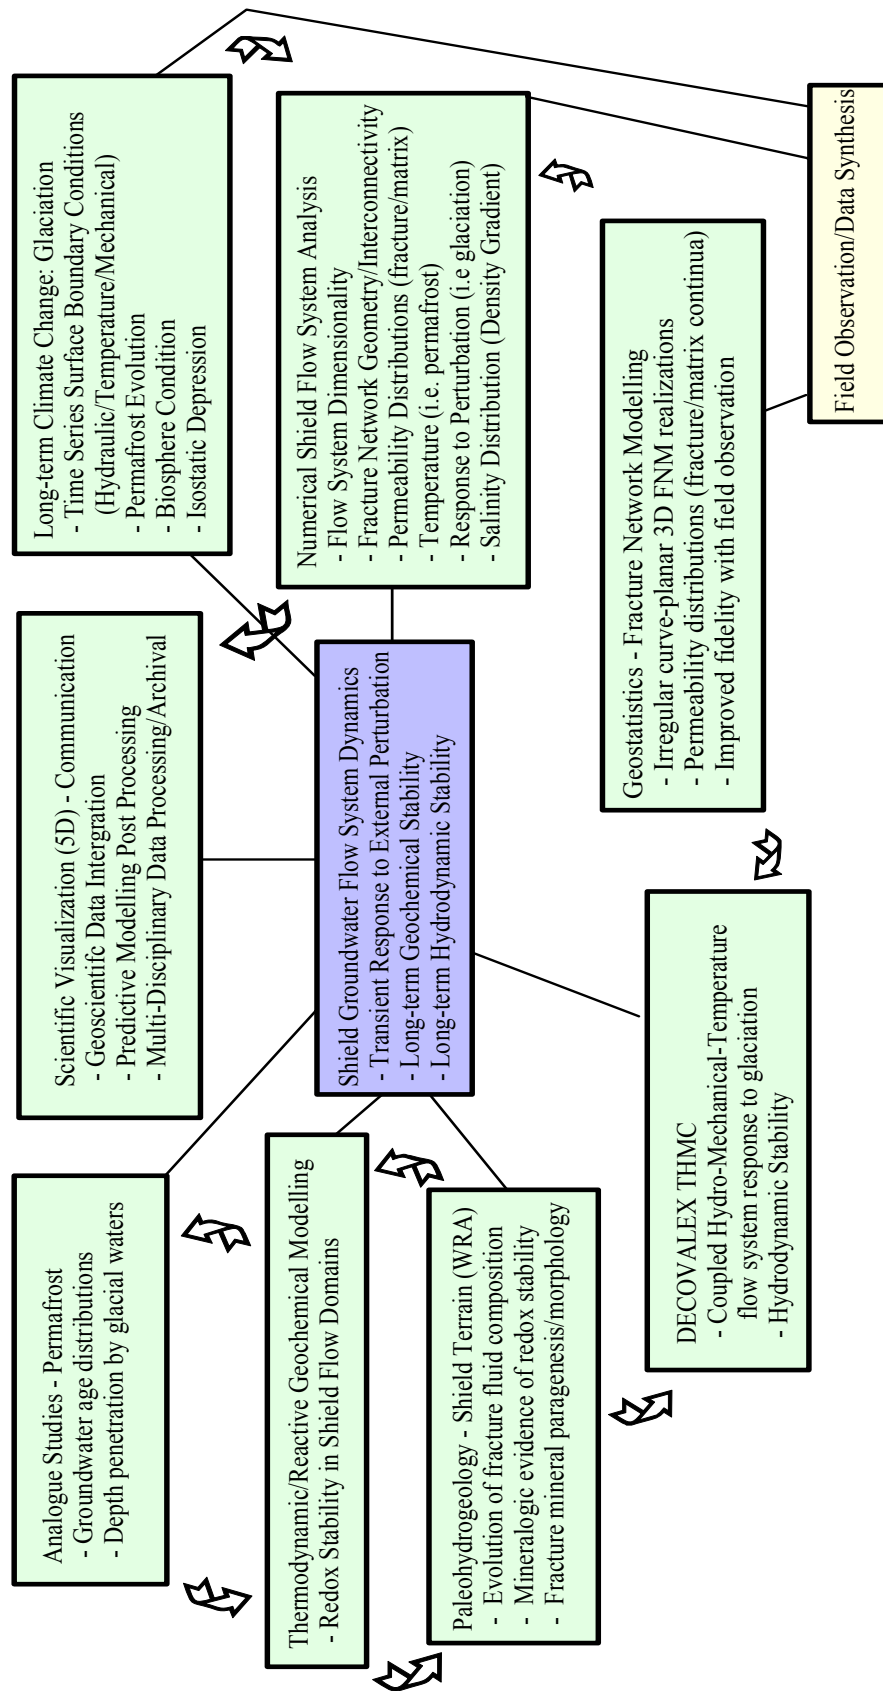 Analogue Studies - Permafrost
- Groundwater age distributions
- Depth penetration by glacial waters
Scientific Visualization (5D) - Communication
- Geoscientific Data Intergration
- Predictive Modelling Post Processing
- Multi-Disciplinary Data Processing/Archival
Long-term Climate Change: Glaciation
- Time Series Surface Boundary Conditions
(Hydraulic/Temperature/Mechanical)
- Permafrost Evolution
- Biosphere Condition
- Isostatic Depression
Thermodynamic/Reactive Geochemical Modelling
- Redox Stability in Shield Flow Domains
Shield Groundwater Flow System Dynamics
- Transient Response to External Perturbation
- Long-term Geochemical Stability
- Long-term Hydrodynamic Stability
Numerical Shield Flow System Analysis
- Flow System Dimensionality
- Fracture Network Geometry/Interconnectivity
- Permeability Distributions (fracture/matrix)
- Temperature (i.e. permafrost)
- Response to Perturbation (i.e glaciation)
- Salinity Distribution (Density Gradient)
Paleohydrogeology - Shield Terrain (WRA)
- Evolution of fracture fluid composition
- Mineralogic evidence of redox stability
- Fracture mineral paragenesis/morphology
DECOVALEX THMC
- Coupled Hydro-Mechanical-Temperature
flow system response to glaciation
- Hydrodynamic Stability
Geostatistics - Fracture Network Modelling
- Irregular curve-planar 3D FNM realizations
- Permeability distributions (fracture/matrix continua)
- Improved fidelity with field observation
Field Observation/Data Synthesis